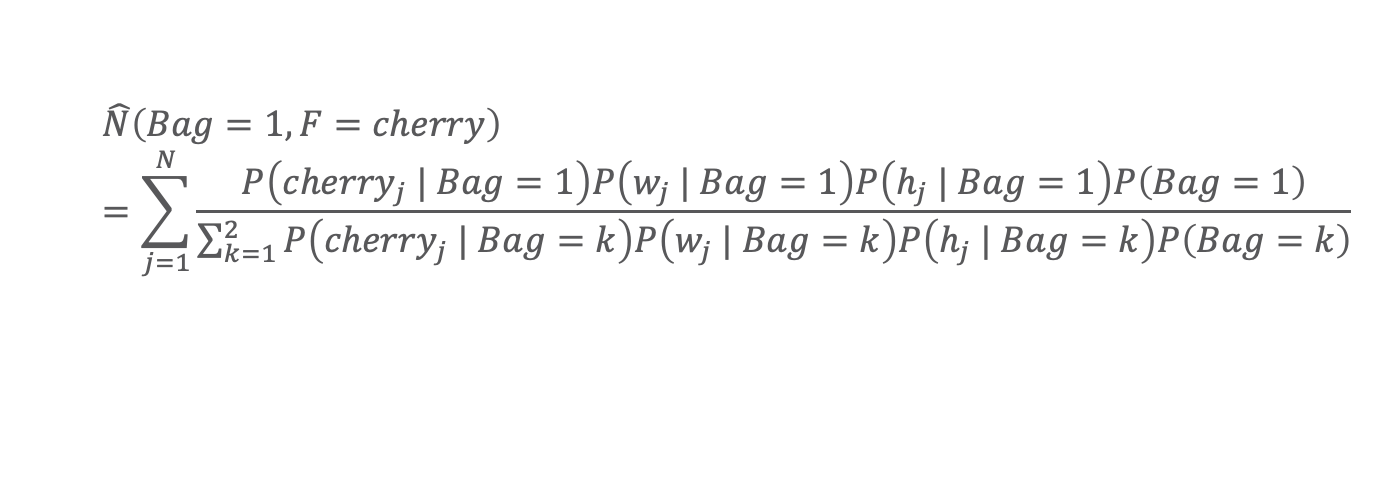 N̂(Bag = 1, F = cherry)
= ∑_{j=1}^{N} \frac{P(cherry_j | Bag = 1)P(w_j | Bag = 1)P(h_j | Bag = 1)P(Bag = 1)}{∑_{k=1}^{2} P(cherry_j | Bag = k)P(w_j | Bag = k)P(h_j | Bag = k)P(Bag = k)}